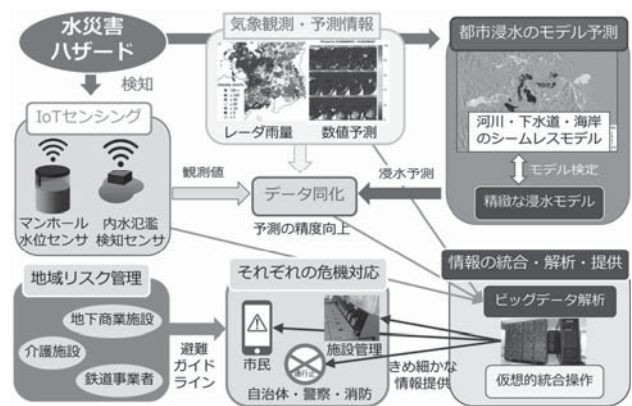 水災害
ハザード
検知
気象観測・予測情報
レーダ雨量
数値予測
都市浸水のモデル予測
河川・下水道・海岸
のシームレスモデル
モデル検定
精緻な浸水モデル
IoTセンシング
マンホール
水位センサ
内水氾濫
検知センサ
観測値
データ同化
浸水予測
予測の精度向上
地域リスク管理
地下商業施設
介護施設
鉄道事業者
避難
ガイド
ライン
それぞれの危機対応
市民
施設管理
通行止
自治体・警察・消防
きめ細かな
情報提供
情報の統合・解析・提供
ビッグデータ解析
仮想的統合操作